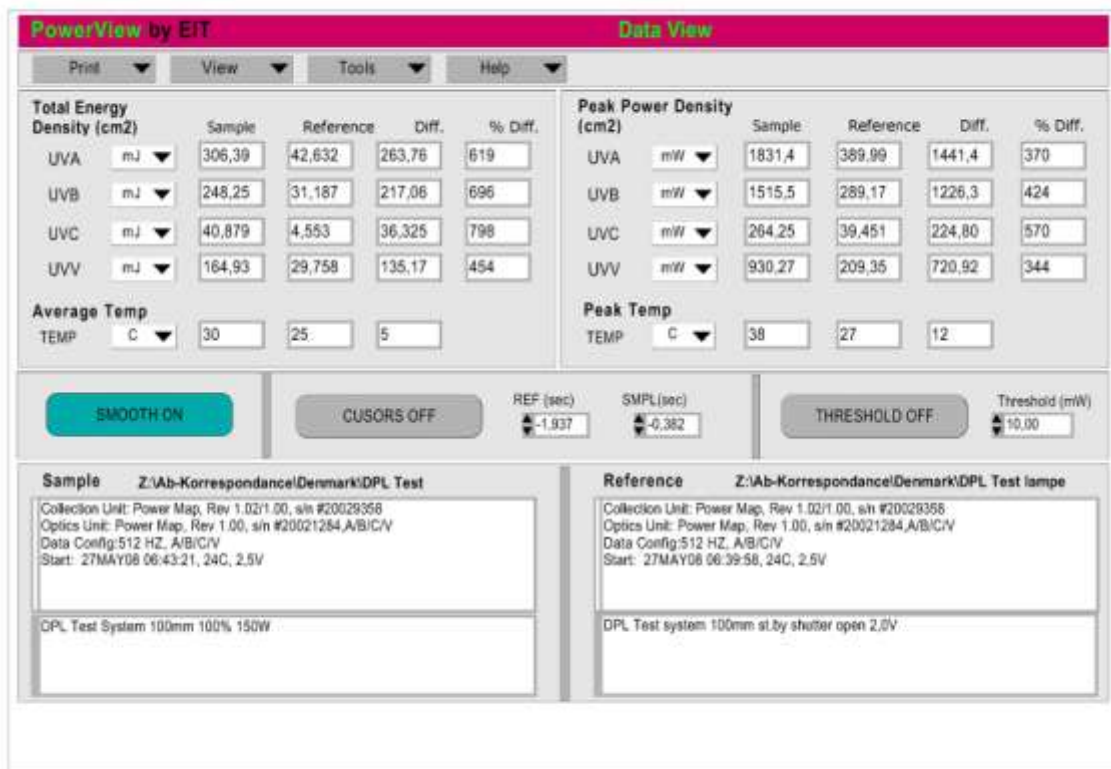 PowerView by EIT Data View
Print View Tools Help
Total Energy
Density (cm2) Sample Reference Diff. % Diff.
UVA mJ 306,39 42,632 263,76 619
UVB mJ 248,25 31,187 217,06 696
UVC mJ 40,879 4,553 36,325 798
UVV mJ 164,93 29,758 135,17 454
Average Temp
TEMP C 30 25 5
Peak Power Density
(cm2) Sample Reference Diff. % Diff.
UVA mW 1831,4 389,99 1441,4 370
UVB mW 1515,5 289,17 1226,3 424
UVC mW 264,25 39,451 224,80 570
UVV mW 930,27 209,35 720,92 344
Peak Temp
TEMP C 38 27 12
SMOOTH ON
CUSORS OFF
REF (sec) SMPL(sec)
-1,937 -0,382
THRESHOLD OFF
Threshold (mW)
10,00
Sample Z:\Ab-Korrespondance\Denmark\DPL Test
Collection Unit: Power Map, Rev 1.02/1.00, s/n #20029358
Optics Unit: Power Map, Rev 1.00, s/n #20021284,A/B/C/V
Data Config:512 HZ, A/B/C/V
Start: 27MAY08 06:43:21, 24C, 2,5V
DPL Test System 100mm 100% 150W
Reference Z:\Ab-Korrespondance\Denmark\DPL Test lampe
Collection Unit: Power Map, Rev 1.02/1.00, s/n #20029358
Optics Unit: Power Map, Rev 1.00, s/n #20021284,A/B/C/V
Data Config:512 HZ, A/B/C/V
Start: 27MAY08 06:39:58, 24C, 2,5V
DPL Test system 100mm st.by shutter open 2,0V